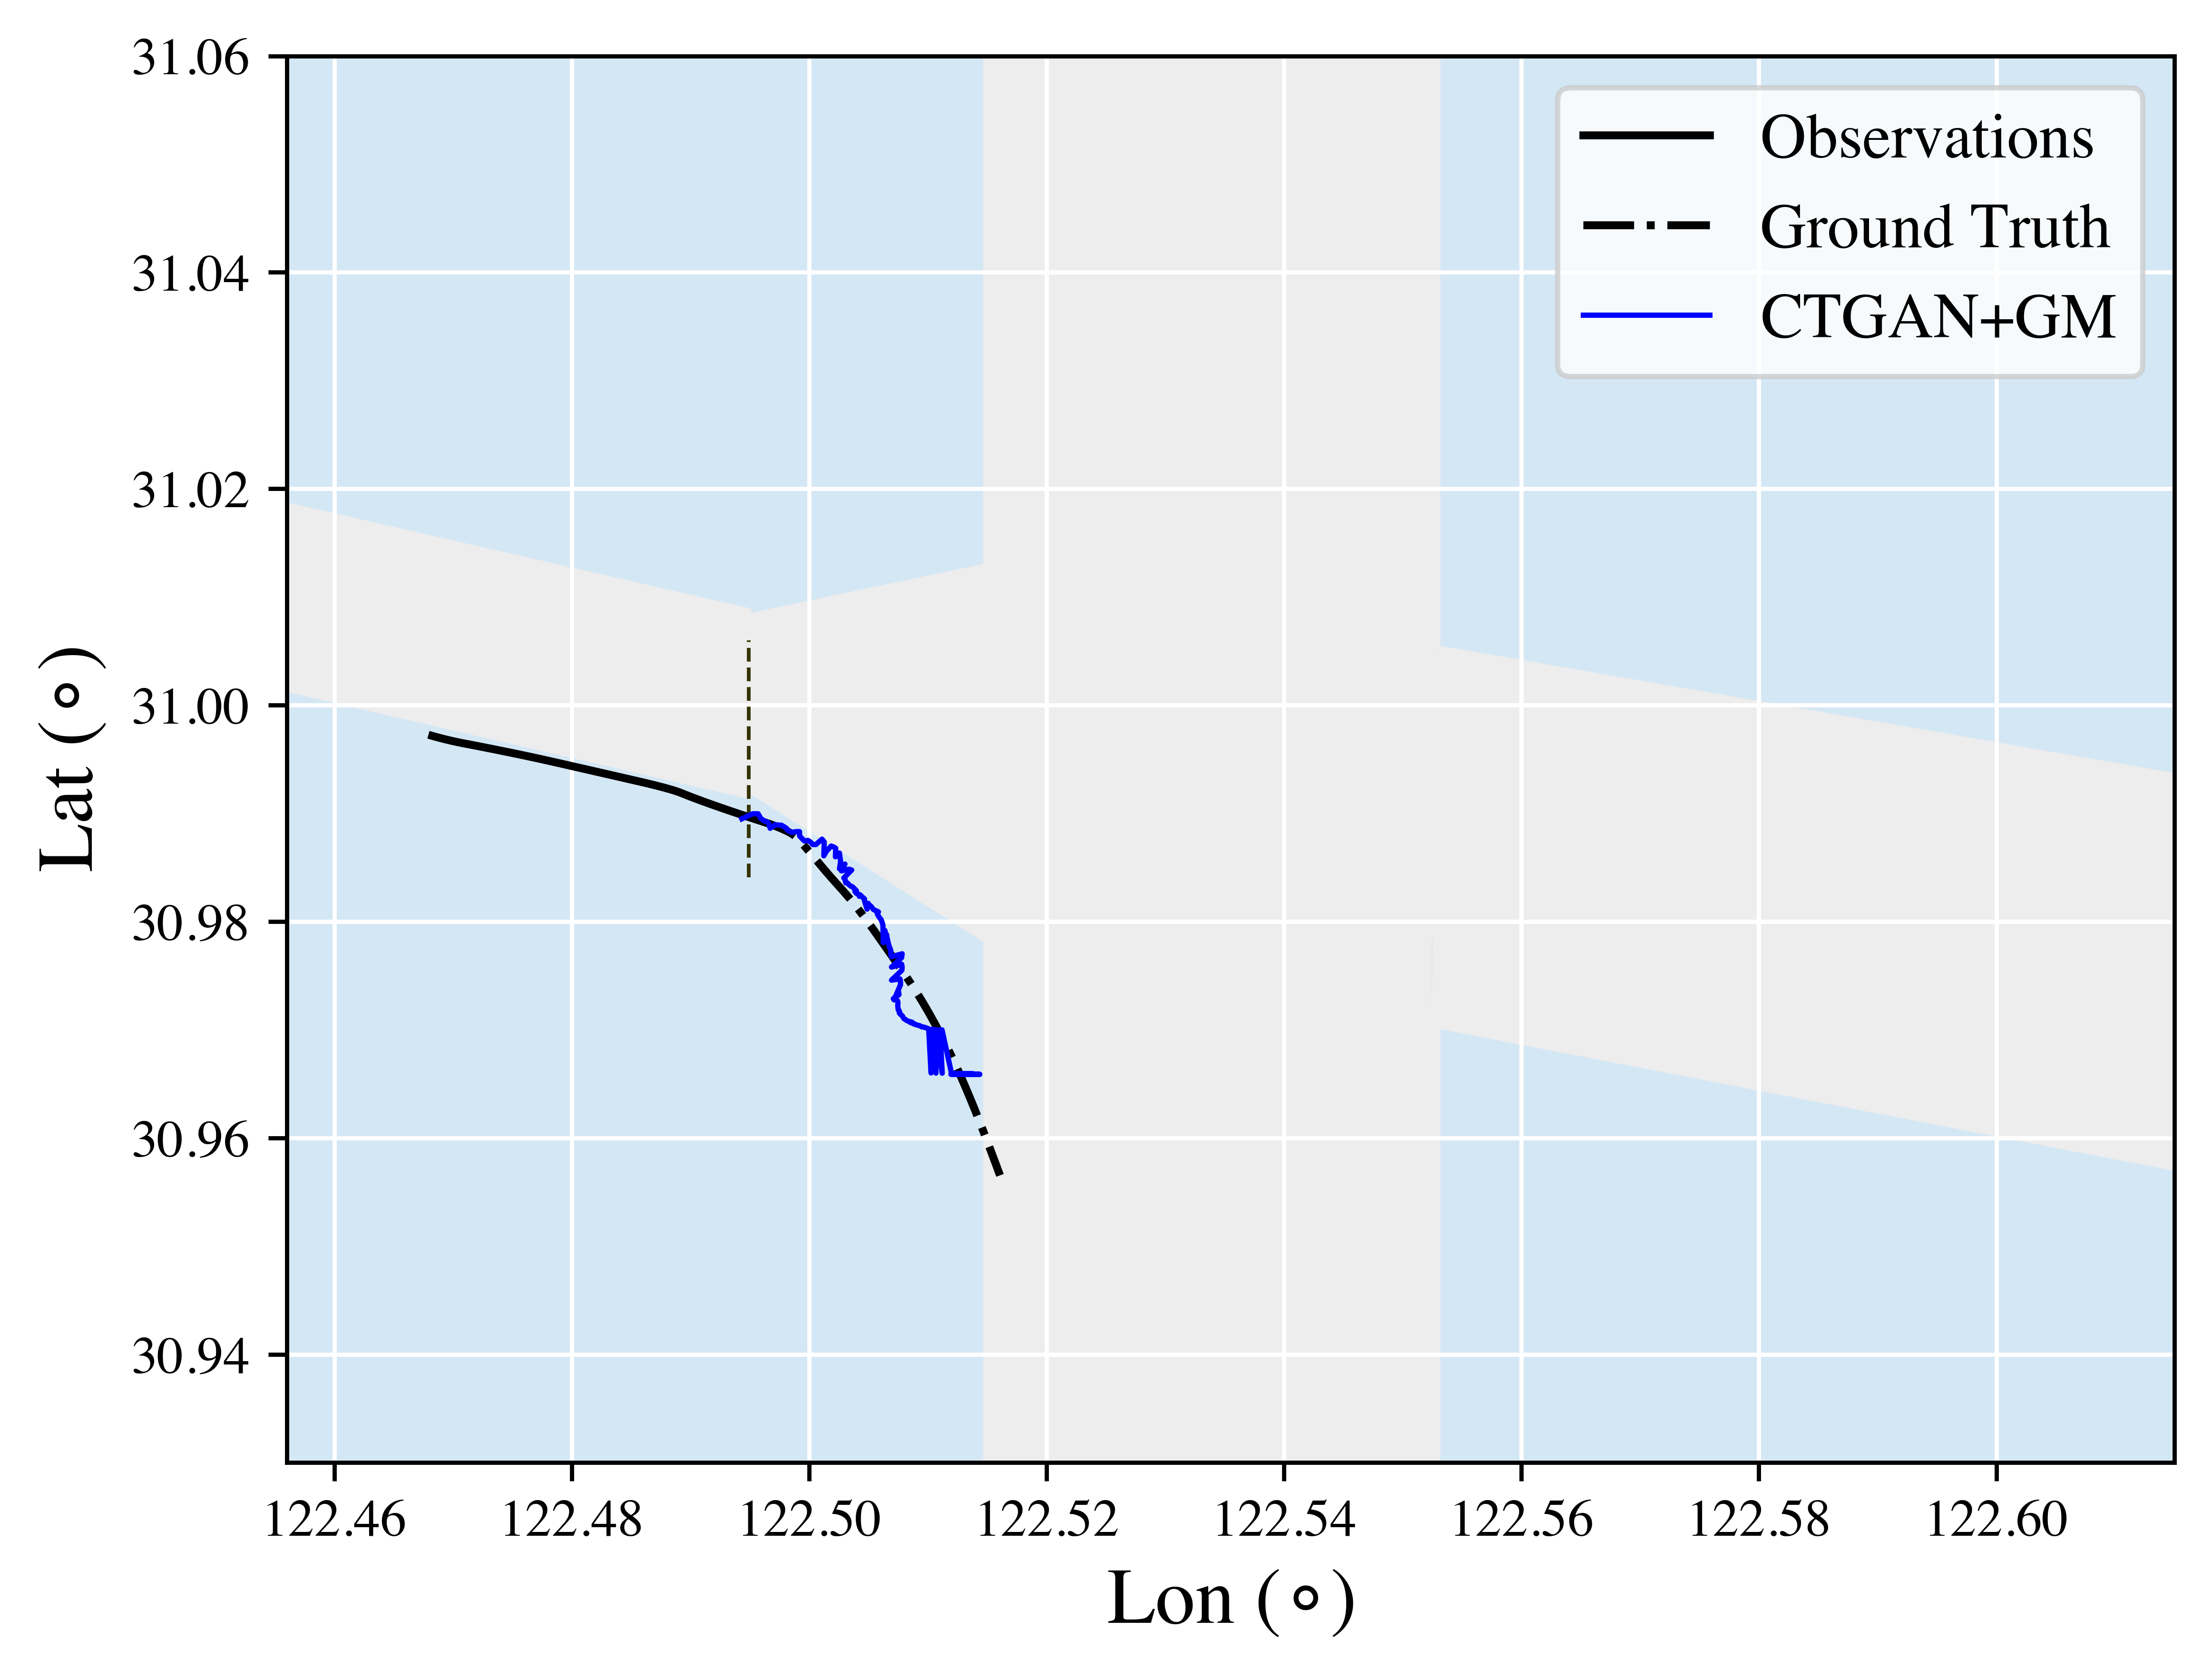 31.06
31.04
31.02
31.00
30.98
30.96
30.94
Lat (∘)
Observations
Ground Truth
CTGAN+GM
122.46 122.48 122.50 122.52 122.54 122.56 122.58 122.60
Lon (∘)